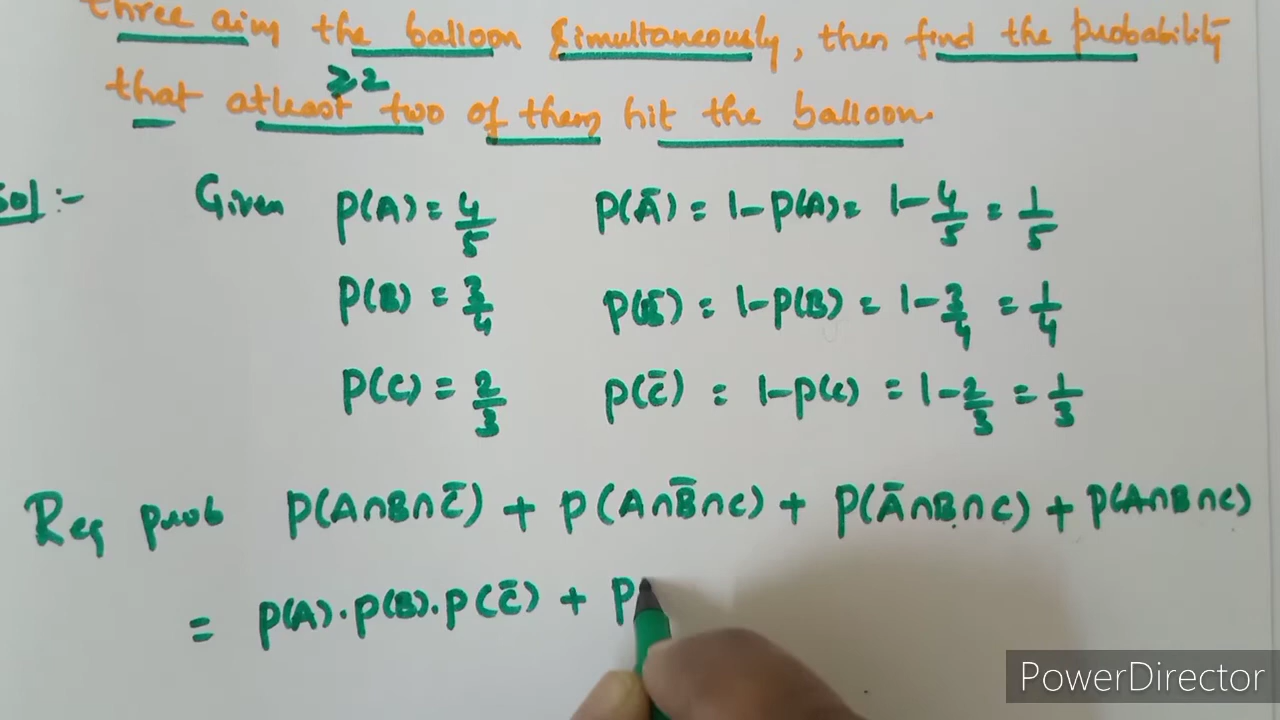 three aim the balloon simultaneously, then find the probability
≥2
that atleast two of them hit the balloon.
Sol:- Given P(A) = 4/5 P(Ā) = 1-P(A) = 1-4/5 = 1/5
P(B) = 3/4 P(B̄) = 1-P(B) = 1-3/4 = 1/4
P(C) = 2/3 P(C̄) = 1-P(C) = 1-2/3 = 1/3
Req prob P(A∩B∩C̄) + P(A∩B̄∩C) + P(Ā∩B∩C) + P(A∩B∩C)
= P(A).P(B).P(C̄) + P
PowerDirector